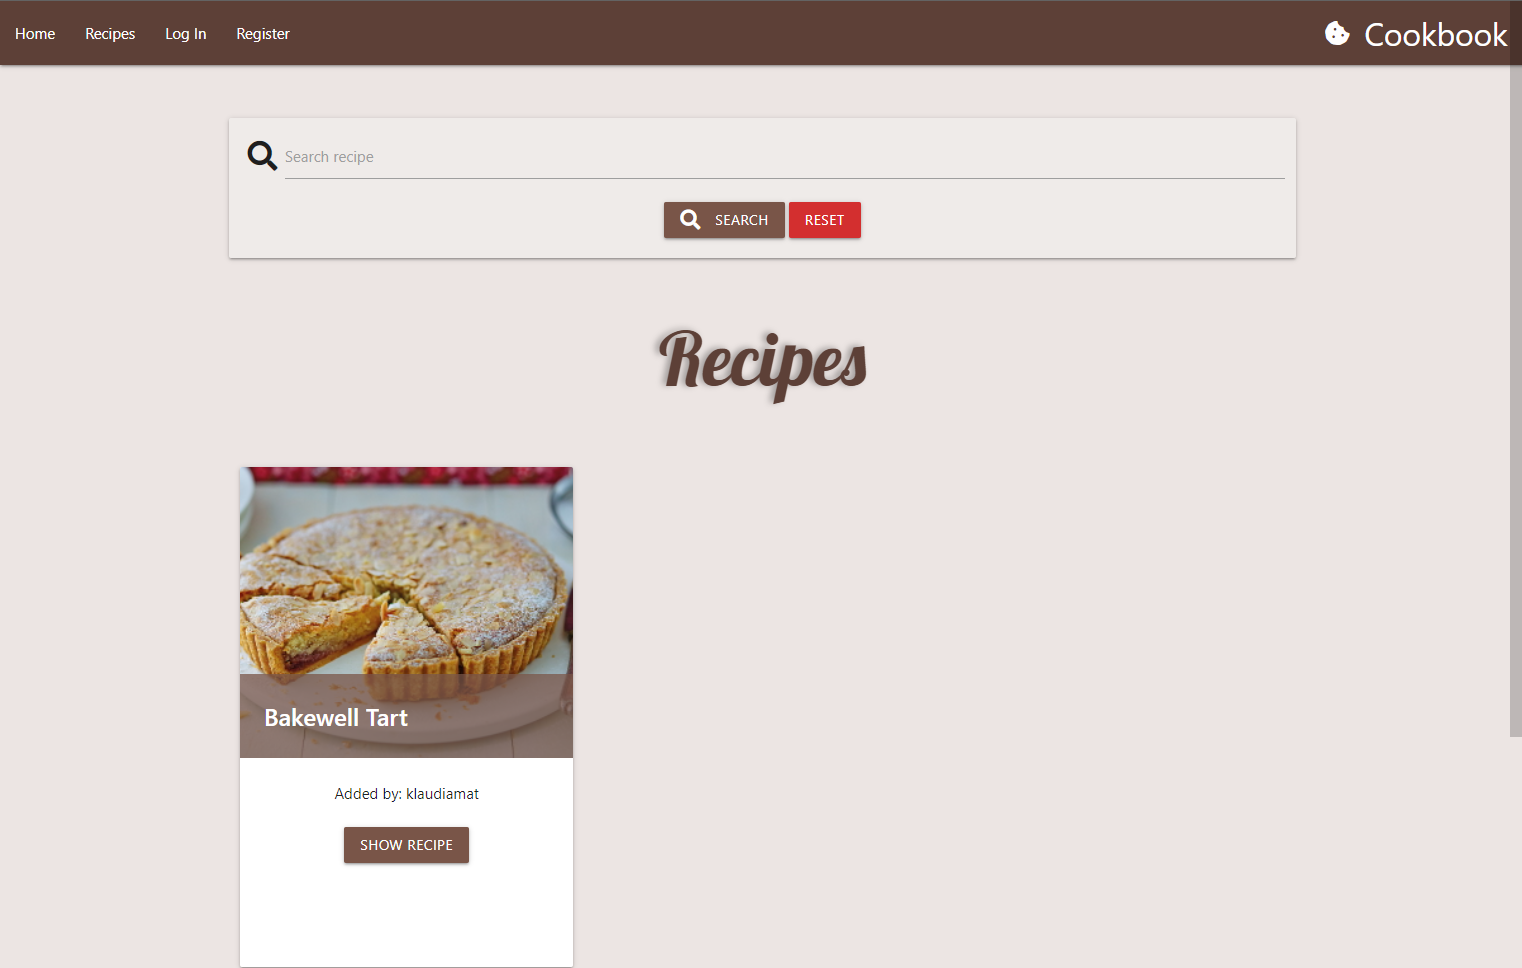 Home Recipes Log In Register Cookbook
Search recipe
SEARCH RESET
Recipes
Bakewell Tart
Added by: klaudiamat
SHOW RECIPE